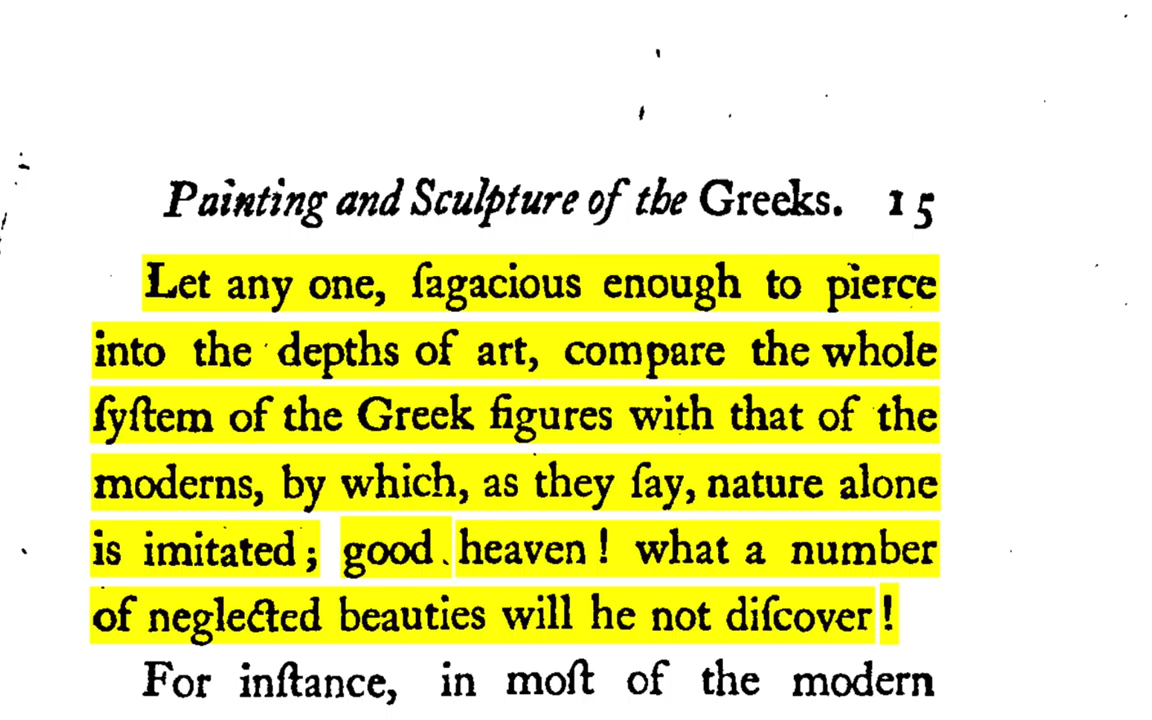 Painting and Sculpture of the Greeks. 15
Let any one, ſagacious enough to pierce
into the depths of art, compare the whole
ſyſtem of the Greek figures with that of the
moderns, by which, as they ſay, nature alone
is imitated; good heaven! what a number
of neglected beauties will he not diſcover!
For inſtance, in moſt of the modern